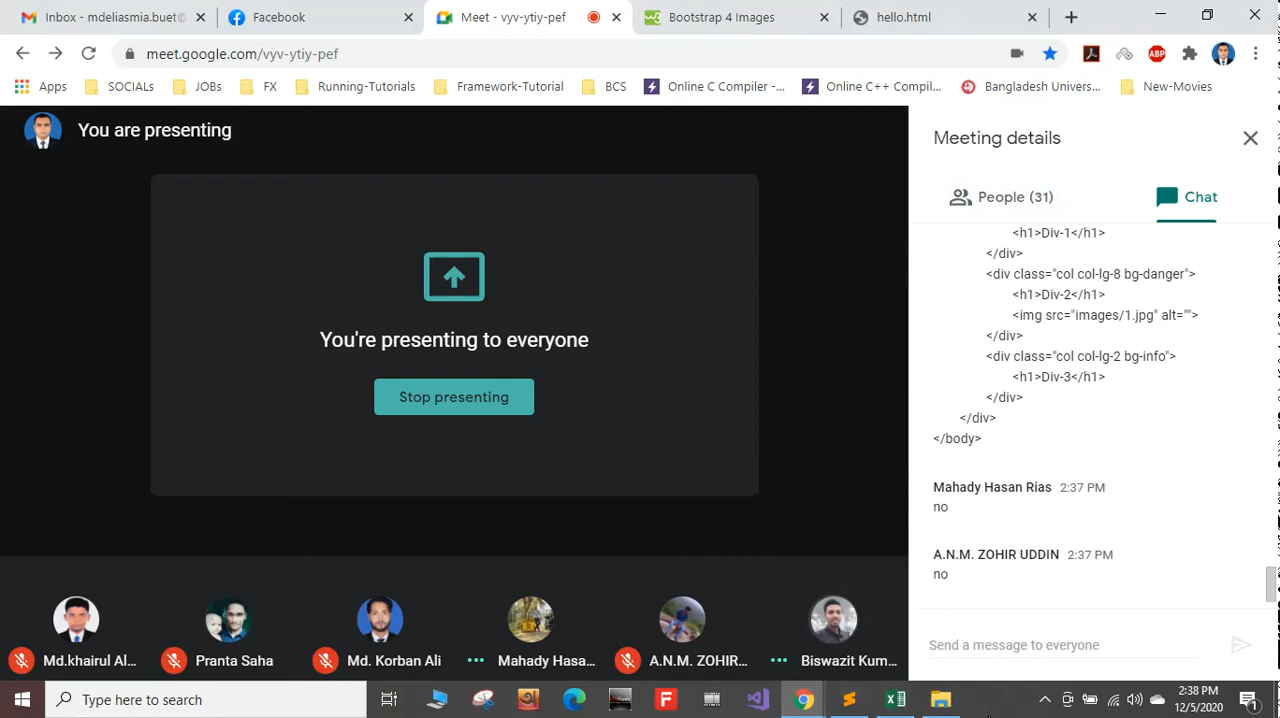 Inbox - mdeliasmia.buet@
Facebook
Meet - vyv-ytiy-pef
Bootstrap 4 Images
hello.html
meet.google.com/vyv-ytiy-pef
ABP
Apps
SOCIALs
JOBs
FX
Running-Tutorials
Framework-Tutorial
BCS
Online C Compiler -...
Online C++ Compil...
Bangladesh Univers...
New-Movies
You are presenting
You're presenting to everyone
Stop presenting
Md.khairul Al...
Pranta Saha
Md. Korban Ali
Mahady Hasa...
A.N.M. ZOHIR...
Biswazit Kum...
Meeting details
People (31)
Chat
<h1>Div-1</h1>
</div>
<div class="col col-lg-8 bg-danger">
<h1>Div-2</h1>
<img src="images/1.jpg" alt="">
</div>
<div class="col col-lg-2 bg-info">
<h1>Div-3</h1>
</div>
</div>
</body>
Mahady Hasan Rias 2:37 PM
no
A.N.M. ZOHIR UDDIN 2:37 PM
no
Send a message to everyone
Type here to search
2:38 PM
12/5/2020
1